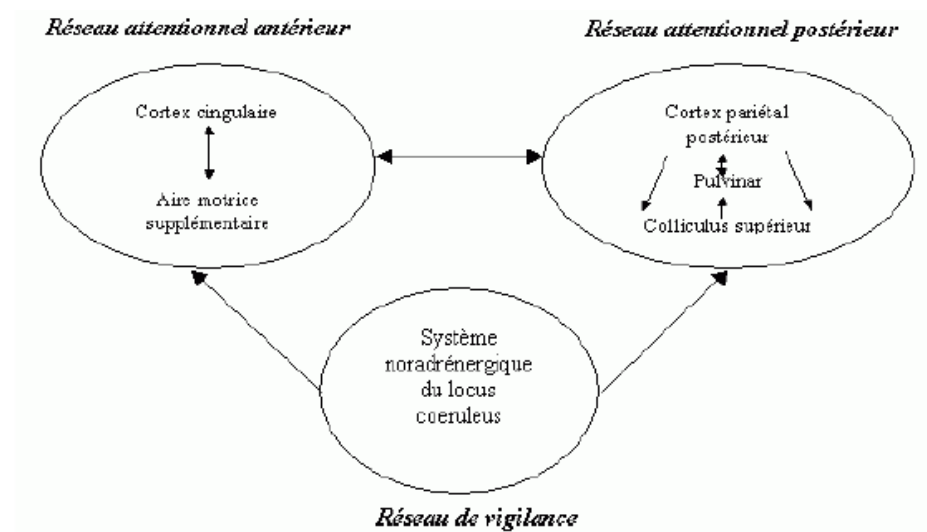 Réseau attentionnel antérieur
Réseau attentionnel postérieur
Cortex cingulaire
Aire motrice
supplémentaire
Cortex pariétal
postérieur
Pulvinar
Colliculus supérieur
Système
noradrénergique
du locus
coeruleus
Réseau de vigilance